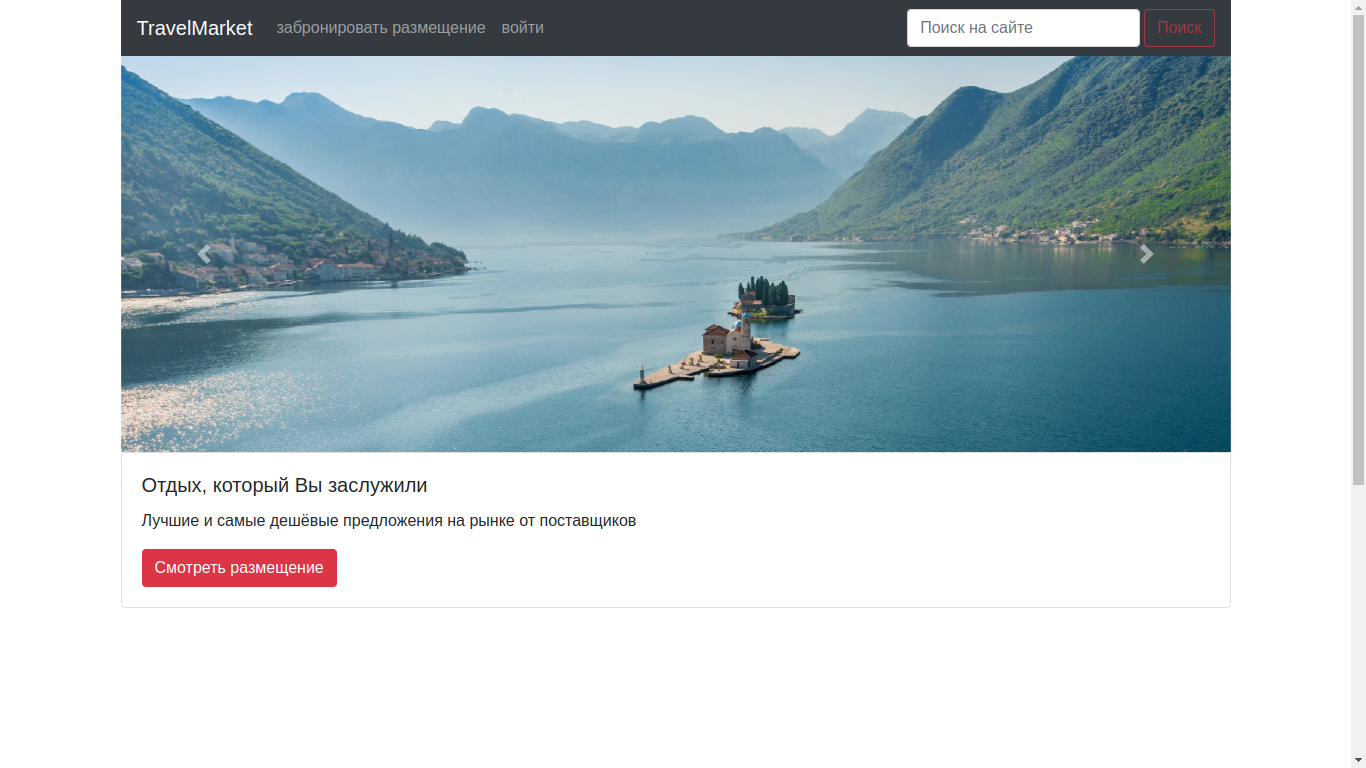 TravelMarket забронировать размещение войти Поиск на сайте Поиск
Отдых, который Вы заслужили
Лучшие и самые дешёвые предложения на рынке от поставщиков
Смотреть размещение